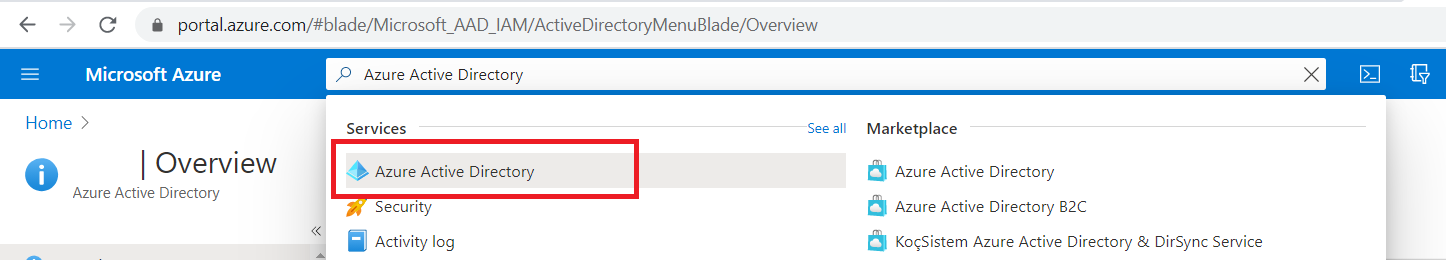 portal.azure.com/#blade/Microsoft_AAD_IAM/ActiveDirectoryMenuBlade/Overview
Microsoft Azure
Azure Active Directory
Home >
| Overview
Azure Active Directory
«
Services
See all
Azure Active Directory
Security
Activity log
Marketplace
Azure Active Directory
Azure Active Directory B2C
KoçSistem Azure Active Directory & DirSync Service